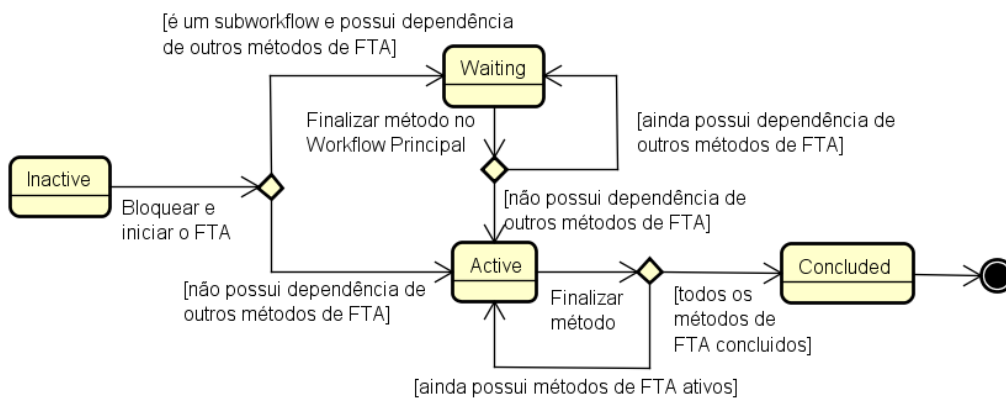 [é um subworkflow e possui dependência
de outros métodos de FTA]
Waiting
Finalizar método no
Workflow Principal
[ainda possui dependência de
outros métodos de FTA]
Inactive
Bloquear e
iniciar o FTA
[não possui dependência de
outros métodos de FTA]
Active
Concluded
[não possui dependência de
outros métodos de FTA]
Finalizar
método
[todos os
métodos de
FTA concluidos]
[ainda possui métodos de FTA ativos]